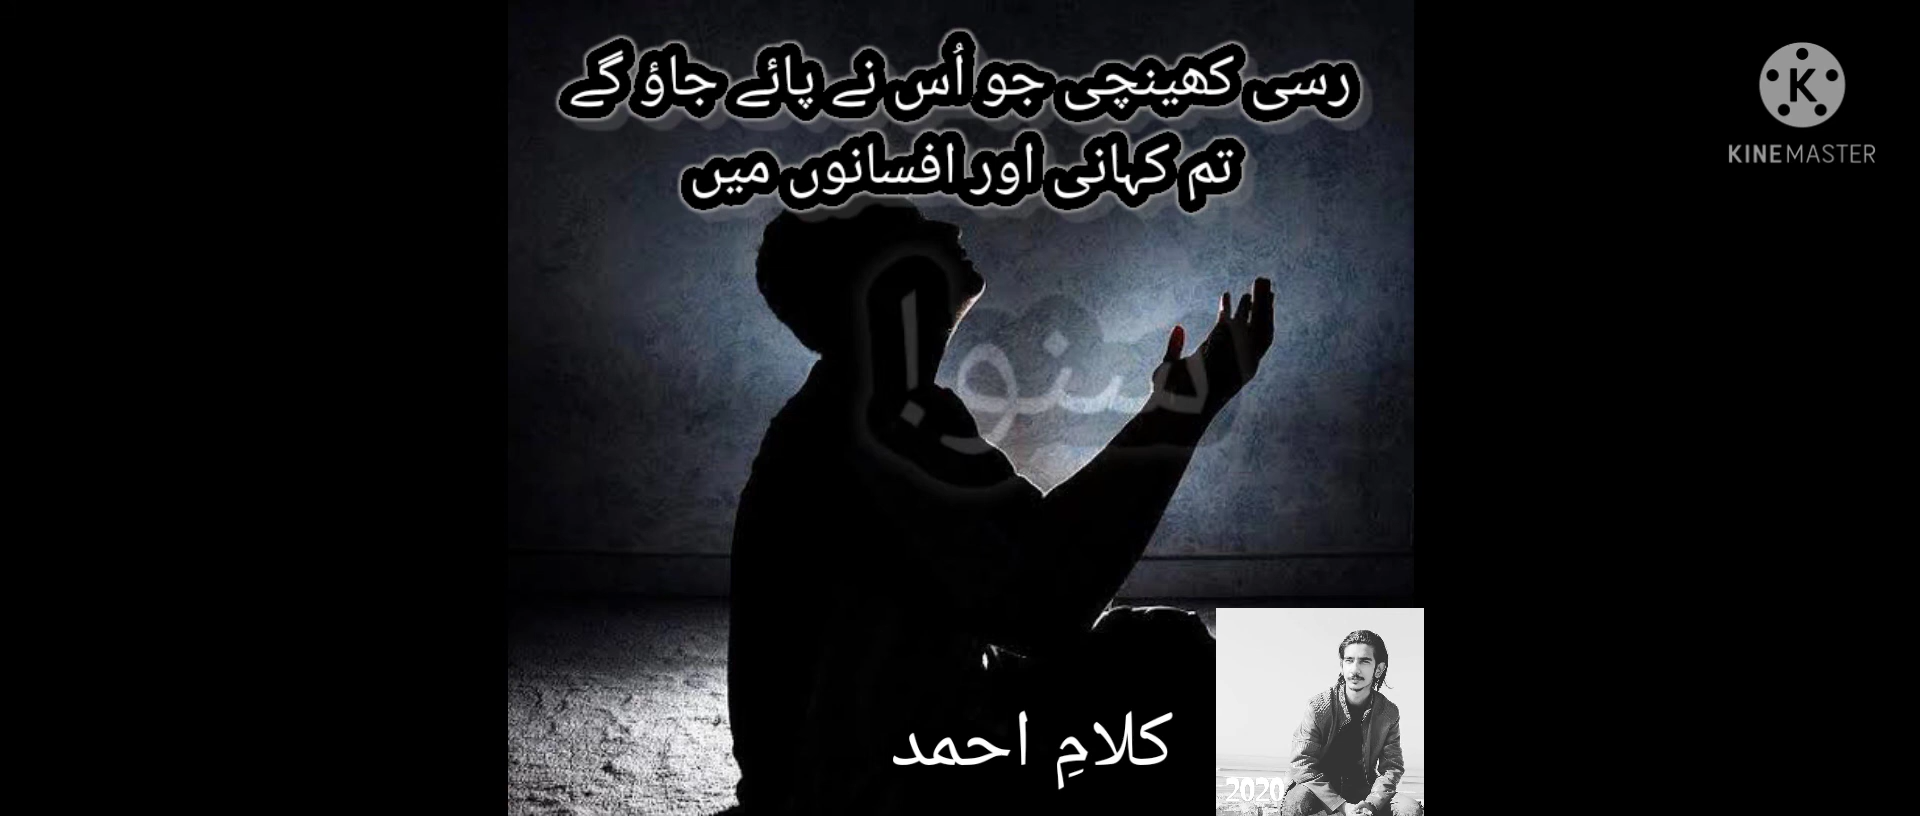 رسی کھینچی جو اُس نے پائے جاؤ گے
تم کہانی اور افسانوں میں
سنو!
کلامِ احمد
2020
K
KINEMASTER